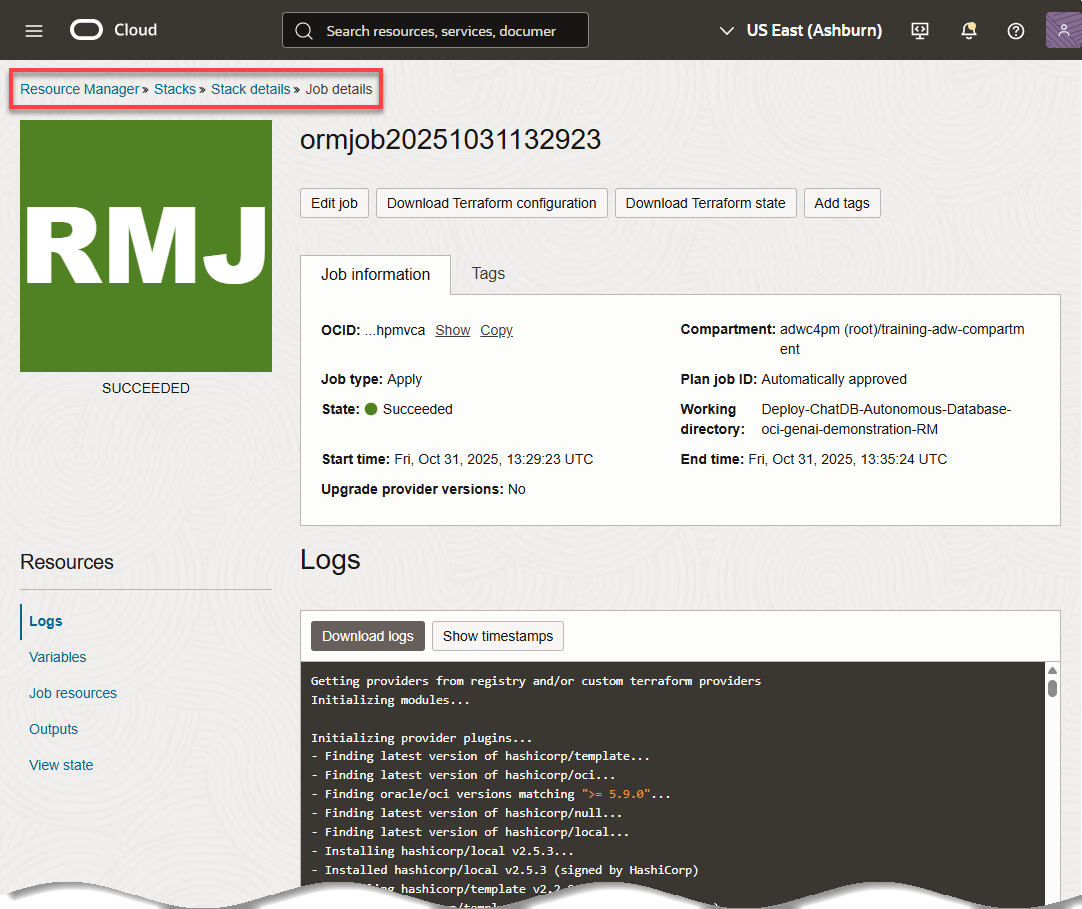 Cloud
Search resources, services, documer
US East (Ashburn)
Resource Manager » Stacks » Stack details » Job details
RMJ
SUCCEEDED
ormjob20251031132923
Edit job
Download Terraform configuration
Download Terraform state
Add tags
Job information
Tags
OCID: ...hpmvca Show Copy
Compartment: adwc4pm (root)/training-adw-compartm
ent
Job type: Apply
Plan job ID: Automatically approved
State: Succeeded
Working Deploy-ChatDB-Autonomous-Database-
directory: oci-genai-demonstration-RM
Start time: Fri, Oct 31, 2025, 13:29:23 UTC
End time: Fri, Oct 31, 2025, 13:35:24 UTC
Upgrade provider versions: No
Resources
Logs
Variables
Job resources
Outputs
View state
Logs
Download logs
Show timestamps
Getting providers from registry and/or custom terraform providers
Initializing modules...
Initializing provider plugins...
- Finding latest version of hashicorp/template...
- Finding latest version of hashicorp/oci...
- Finding oracle/oci versions matching ">= 5.9.0"...
- Finding latest version of hashicorp/null...
- Finding latest version of hashicorp/local...
- Installing hashicorp/local v2.5.3...
- Installed hashicorp/local v2.5.3 (signed by HashiCorp)
hashicorp/template v2.2